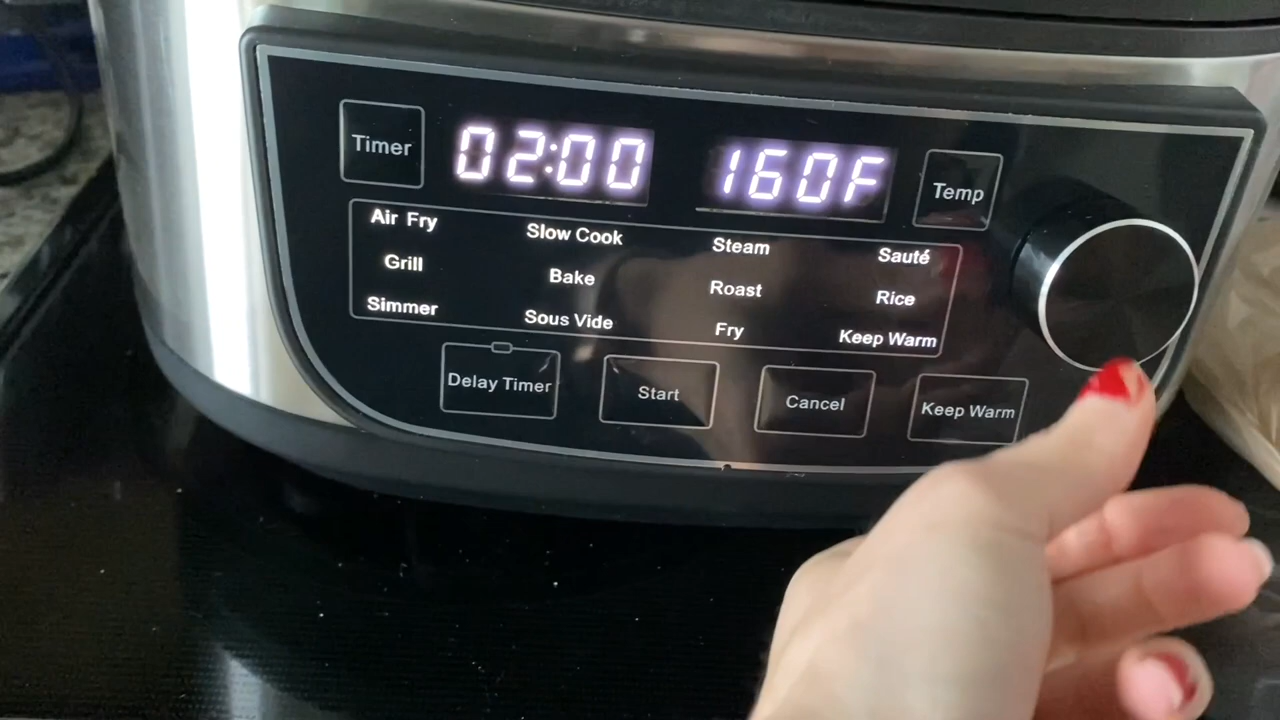 Timer 02:00 160F Temp
Air Fry Slow Cook Steam Sauté
Grill Bake Roast Rice
Simmer Sous Vide Fry Keep Warm
Delay Timer Start Cancel Keep Warm